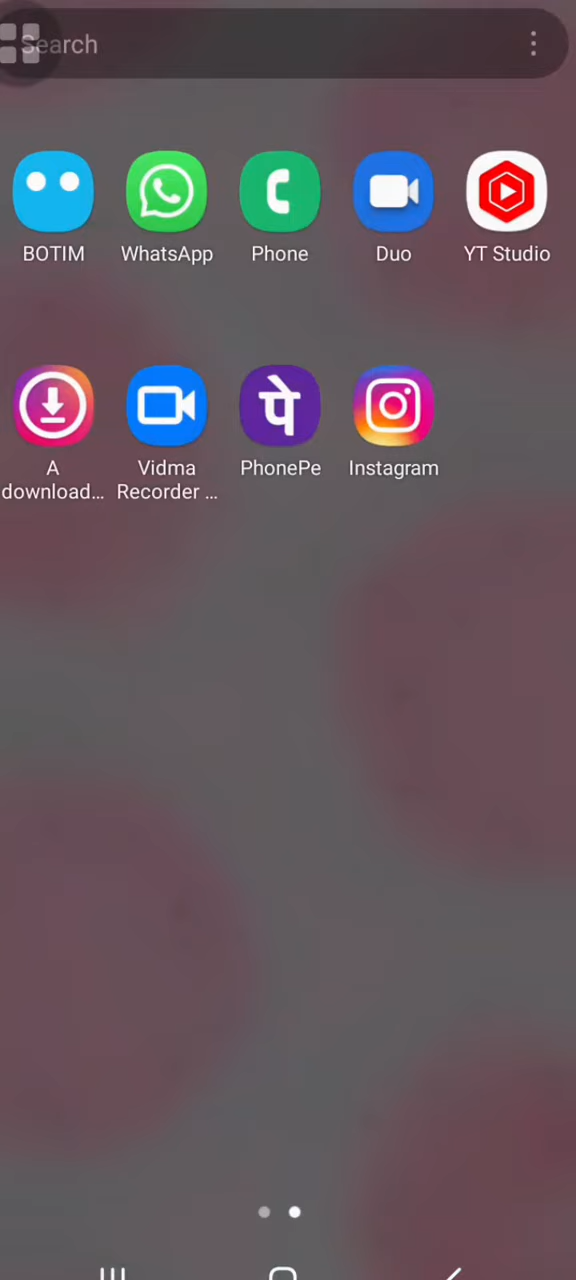 Search
BOTIM
WhatsApp
Phone
Duo
YT Studio
पे
A
download...
Vidma
Recorder ...
PhonePe
Instagram